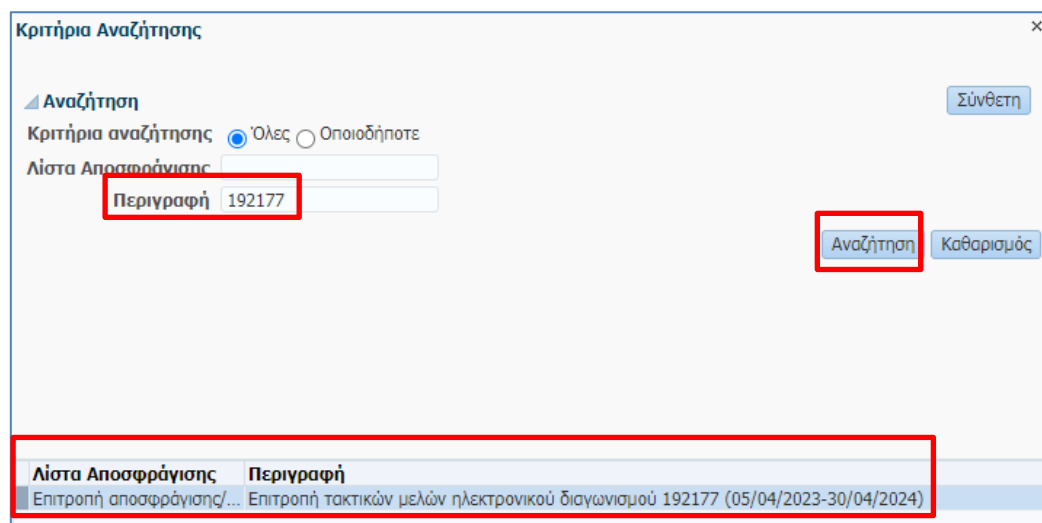 Κριτήρια Αναζήτησης ×
Αναζήτηση Σύνθετη
Κριτήρια αναζήτησης Όλες Οποιοδήποτε
Λίστα Αποσφράγισης
Περιγραφή 192177
Αναζήτηση Καθαρισμός
Λίστα Αποσφράγισης Περιγραφή
Επιτροπή αποσφράγισης/... Επιτροπή τακτικών μελών ηλεκτρονικού διαγωνισμού 192177 (05/04/2023-30/04/2024)